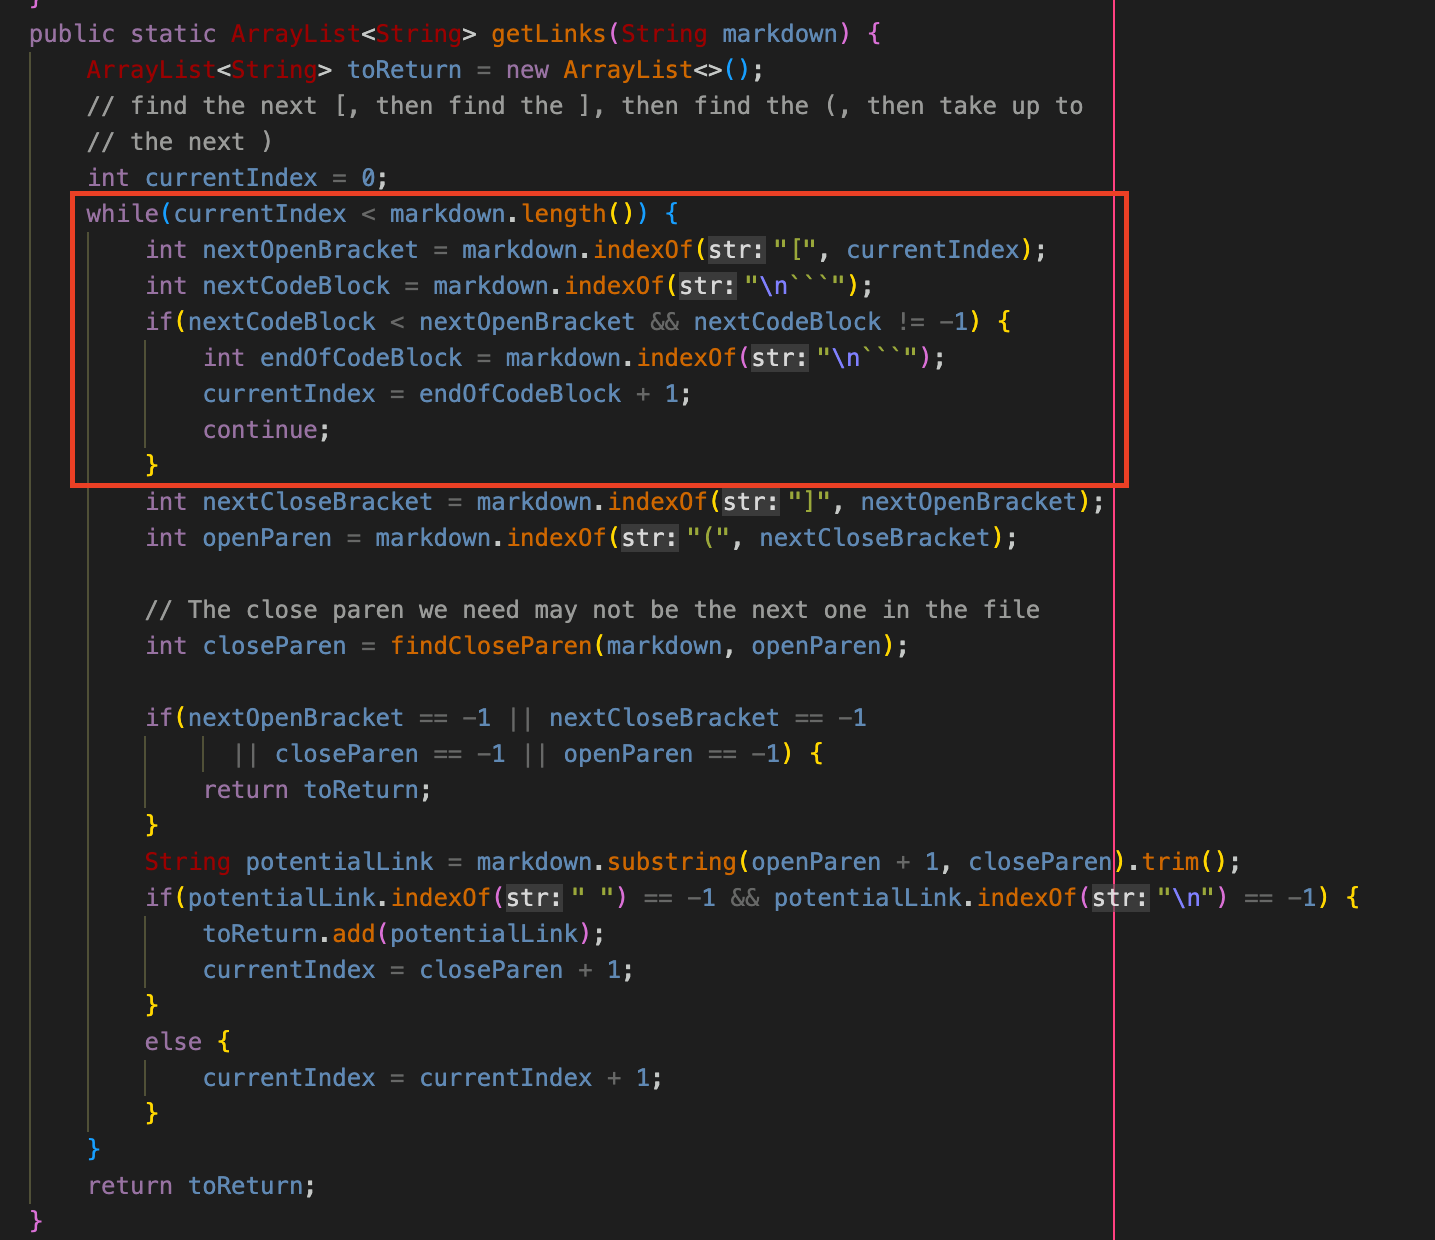 }
public static ArrayList<String> getLinks(String markdown) {
    ArrayList<String> toReturn = new ArrayList<>();
    // find the next [, then find the ], then find the (, then take up to
    // the next )
    int currentIndex = 0;
    while(currentIndex < markdown.length()) {
        int nextOpenBracket = markdown.indexOf(str: "[", currentIndex);
        int nextCodeBlock = markdown.indexOf(str: "\n```");
        if(nextCodeBlock < nextOpenBracket && nextCodeBlock != -1) {
            int endOfCodeBlock = markdown.indexOf(str: "\n```");
            currentIndex = endOfCodeBlock + 1;
            continue;
        }
        int nextCloseBracket = markdown.indexOf(str: "]", nextOpenBracket);
        int openParen = markdown.indexOf(str: "(", nextCloseBracket);

        // The close paren we need may not be the next one in the file
        int closeParen = findCloseParen(markdown, openParen);

        if(nextOpenBracket == -1 || nextCloseBracket == -1
              || closeParen == -1 || openParen == -1) {
            return toReturn;
        }
        String potentialLink = markdown.substring(openParen + 1, closeParen).trim();
        if(potentialLink.indexOf(str: " ") == -1 && potentialLink.indexOf(str: "\n") == -1) {
            toReturn.add(potentialLink);
            currentIndex = closeParen + 1;
        }
        else {
            currentIndex = currentIndex + 1;
        }
    }
    return toReturn;
}